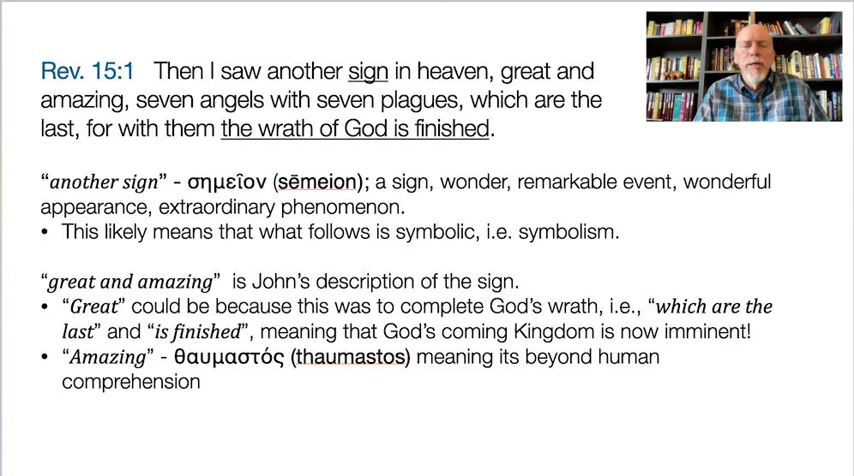 Rev. 15:1 Then I saw another sign in heaven, great and
amazing, seven angels with seven plagues, which are the
last, for with them the wrath of God is finished.
“another sign” - σημεῖον (sēmeion); a sign, wonder, remarkable event, wonderful
appearance, extraordinary phenomenon.
• This likely means that what follows is symbolic, i.e. symbolism.
“great and amazing” is John’s description of the sign.
• “Great” could be because this was to complete God’s wrath, i.e., “which are the
last” and “is finished”, meaning that God’s coming Kingdom is now imminent!
• “Amazing” - θαυμαστός (thaumastos) meaning its beyond human
comprehension